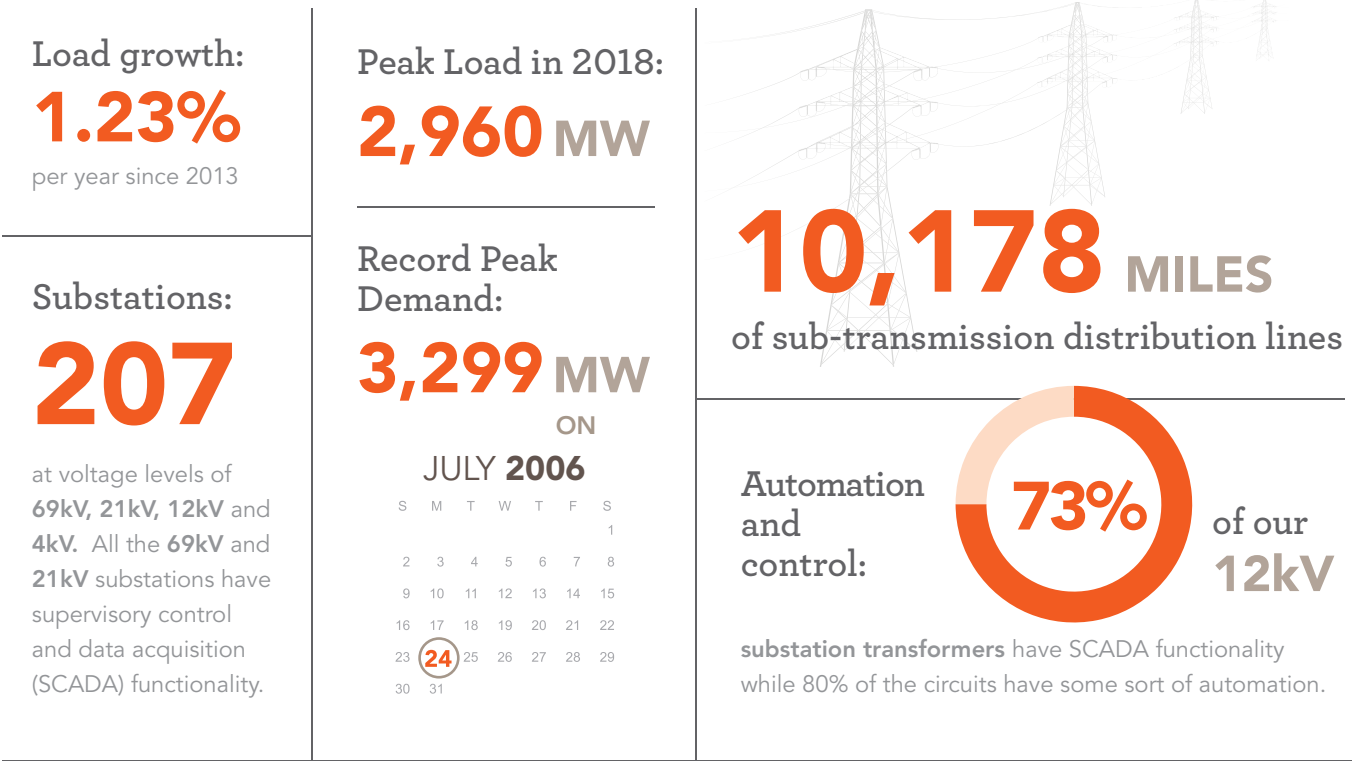 Load growth:
1.23%
per year since 2013
Substations:
207
at voltage levels of
69kV, 21kV, 12kV and
4kV.  All the 69kV and
21kV substations have
supervisory control
and data acquisition
(SCADA) functionality.
Peak Load in 2018:
2,960 MW
Record Peak
Demand:
3,299 MW
ON
JULY 2006
S M T W T F S
1
2 3 4 5 6 7 8
9 10 11 12 13 14 15
16 17 18 19 20 21 22
23 24 25 26 27 28 29
30 31
10,178 MILES
of sub-transmission distribution lines
Automation
and
control:
73%
of our
12kV
substation transformers have SCADA functionality
while 80% of the circuits have some sort of automation.